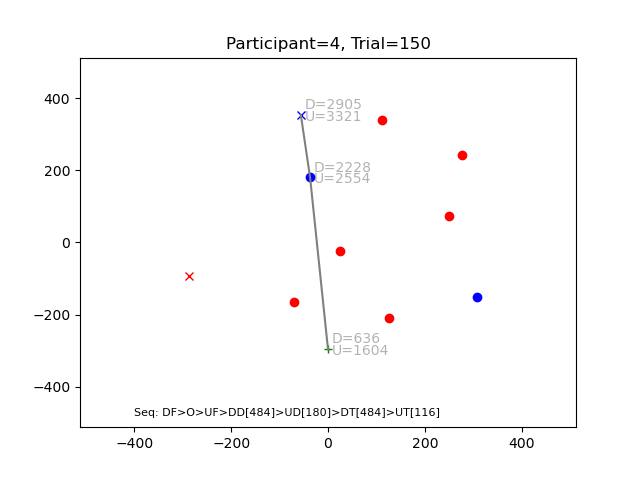 Participant=4, Trial=150
400
200
0
−200
−400
D=2905
U=3321
D=2228
U=2554
D=636
U=1604
Seq: DF>O>UF>DD[484]>UD[180]>DT[484]>UT[116]
−400
−200
0
200
400